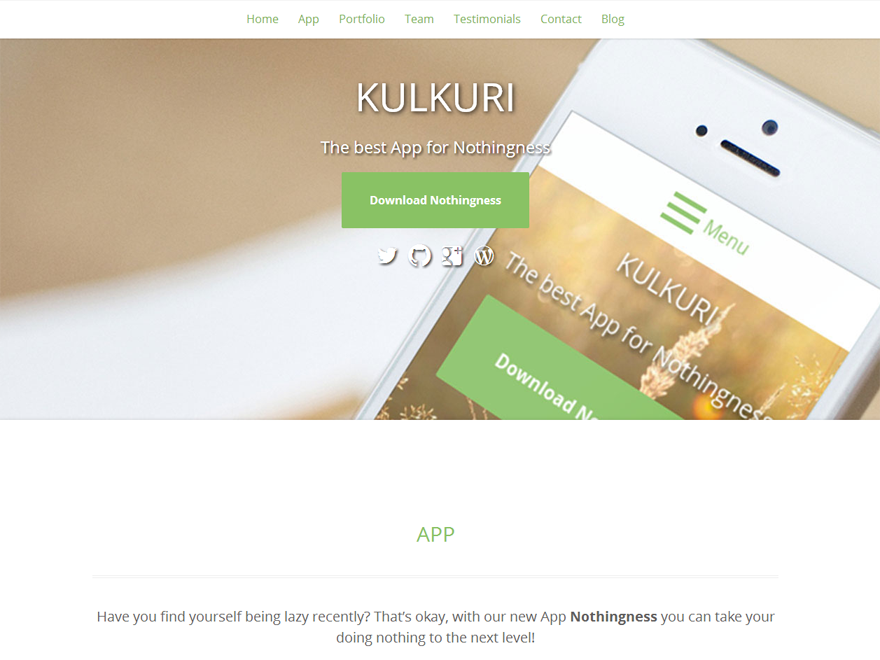 Home App Portfolio Team Testimonials Contact Blog
KULKURI
The best App for Nothingness
Download Nothingness
Menu
KULKURI
The best App for Nothingness
Download No
APP
Have you find yourself being lazy recently? That's okay, with our new App Nothingness you can take your
doing nothing to the next level!